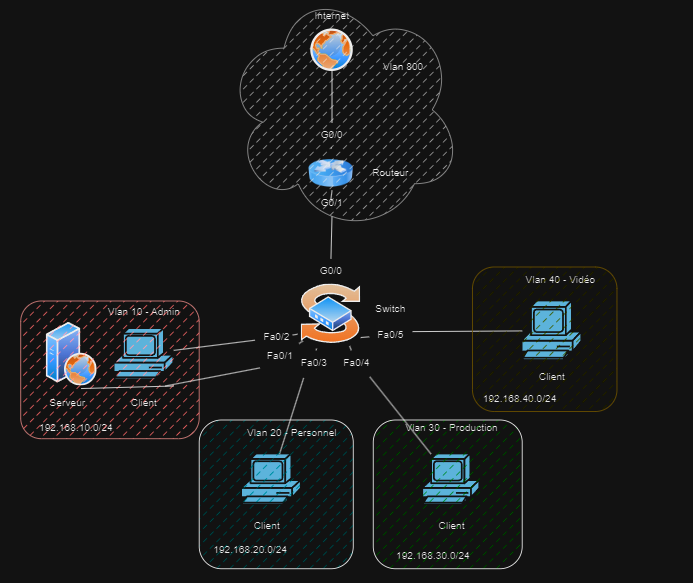 Internet
Vlan 800
G0/0
Routeur
G0/1
G0/0
Switch
Vlan 40 - Vidéo
Vlan 10 - Admin
Fa0/2
Fa0/5
Fa0/1
Fa0/3
Fa0/4
Client
Serveur
Client
192.168.40.0/24
192.168.10.0/24
Vlan 20 - Personnel
Vlan 30 - Production
Client
Client
192.168.20.0/24
192.168.30.0/24